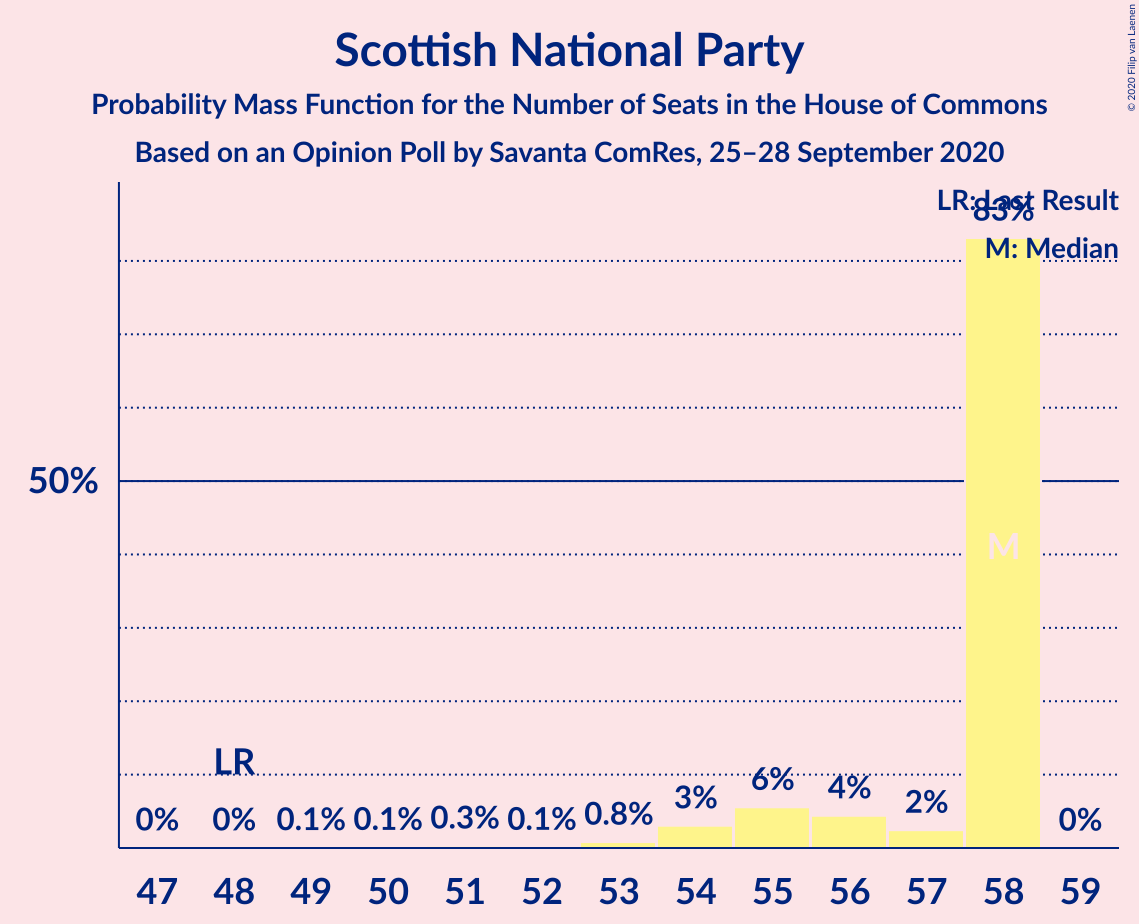 Scottish National Party
Probability Mass Function for the Number of Seats in the House of Commons
Based on an Opinion Poll by Savanta ComRes, 25–28 September 2020
© 2020 Filip van Laenen
LR: Last Result
83%
M: Median
50%
M
LR
0% 0% 0.1% 0.1% 0.3% 0.1% 0.8% 3% 6% 4% 2% 0%
47 48 49 50 51 52 53 54 55 56 57 58 59